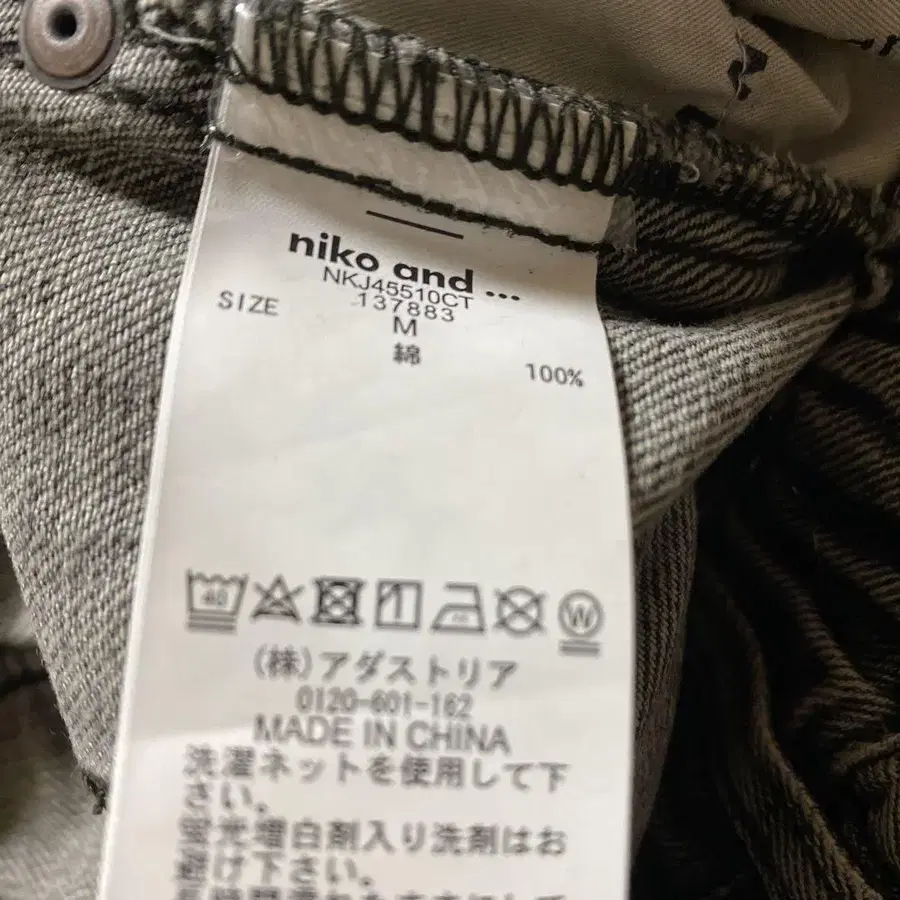 niko and ...
NKJ45510CT
137883
SIZE M
綿 100%
40
W
(株)アダストリア
0120-601-162
MADE IN CHINA
洗濯ネットを使用して下
さい。
蛍光増白剤入り洗剤はお
避け下さい。